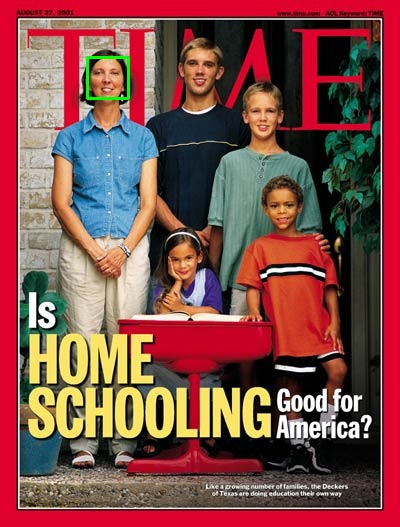 AUGUST 27, 2001
www.time.com AOL Keyword: TIME
TIME
Is
HOME
SCHOOLING
Good for
America?
Like a growing number of families, the Deckers
of Texas are doing education their own way